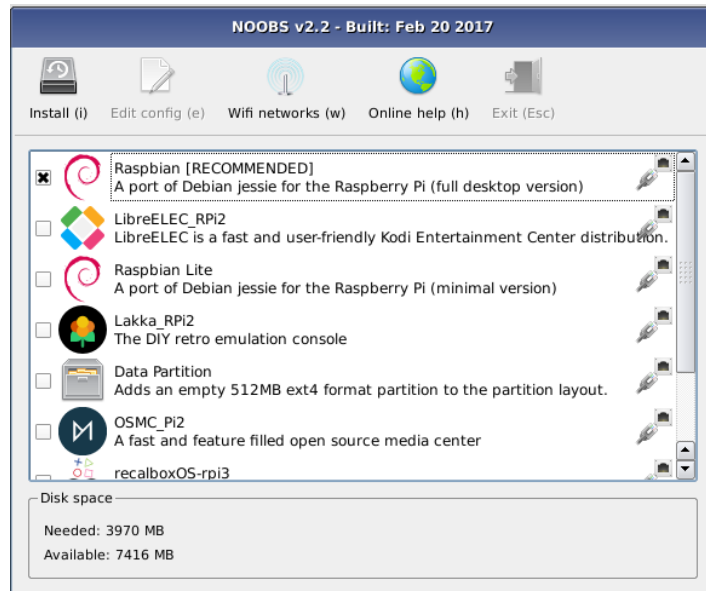 NOOBS v2.2 - Built: Feb 20 2017
Install (i)
Edit config (e)
Wifi networks (w)
Online help (h)
Exit (Esc)
Raspbian [RECOMMENDED]
A port of Debian jessie for the Raspberry Pi (full desktop version)
LibreELEC_RPi2
LibreELEC is a fast and user-friendly Kodi Entertainment Center distribution.
Raspbian Lite
A port of Debian jessie for the Raspberry Pi (minimal version)
Lakka_RPi2
The DIY retro emulation console
Data Partition
Adds an empty 512MB ext4 format partition to the partition layout.
OSMC_Pi2
A fast and feature filled open source media center
recalboxOS-rpi3
Disk space
Needed: 3970 MB
Available: 7416 MB